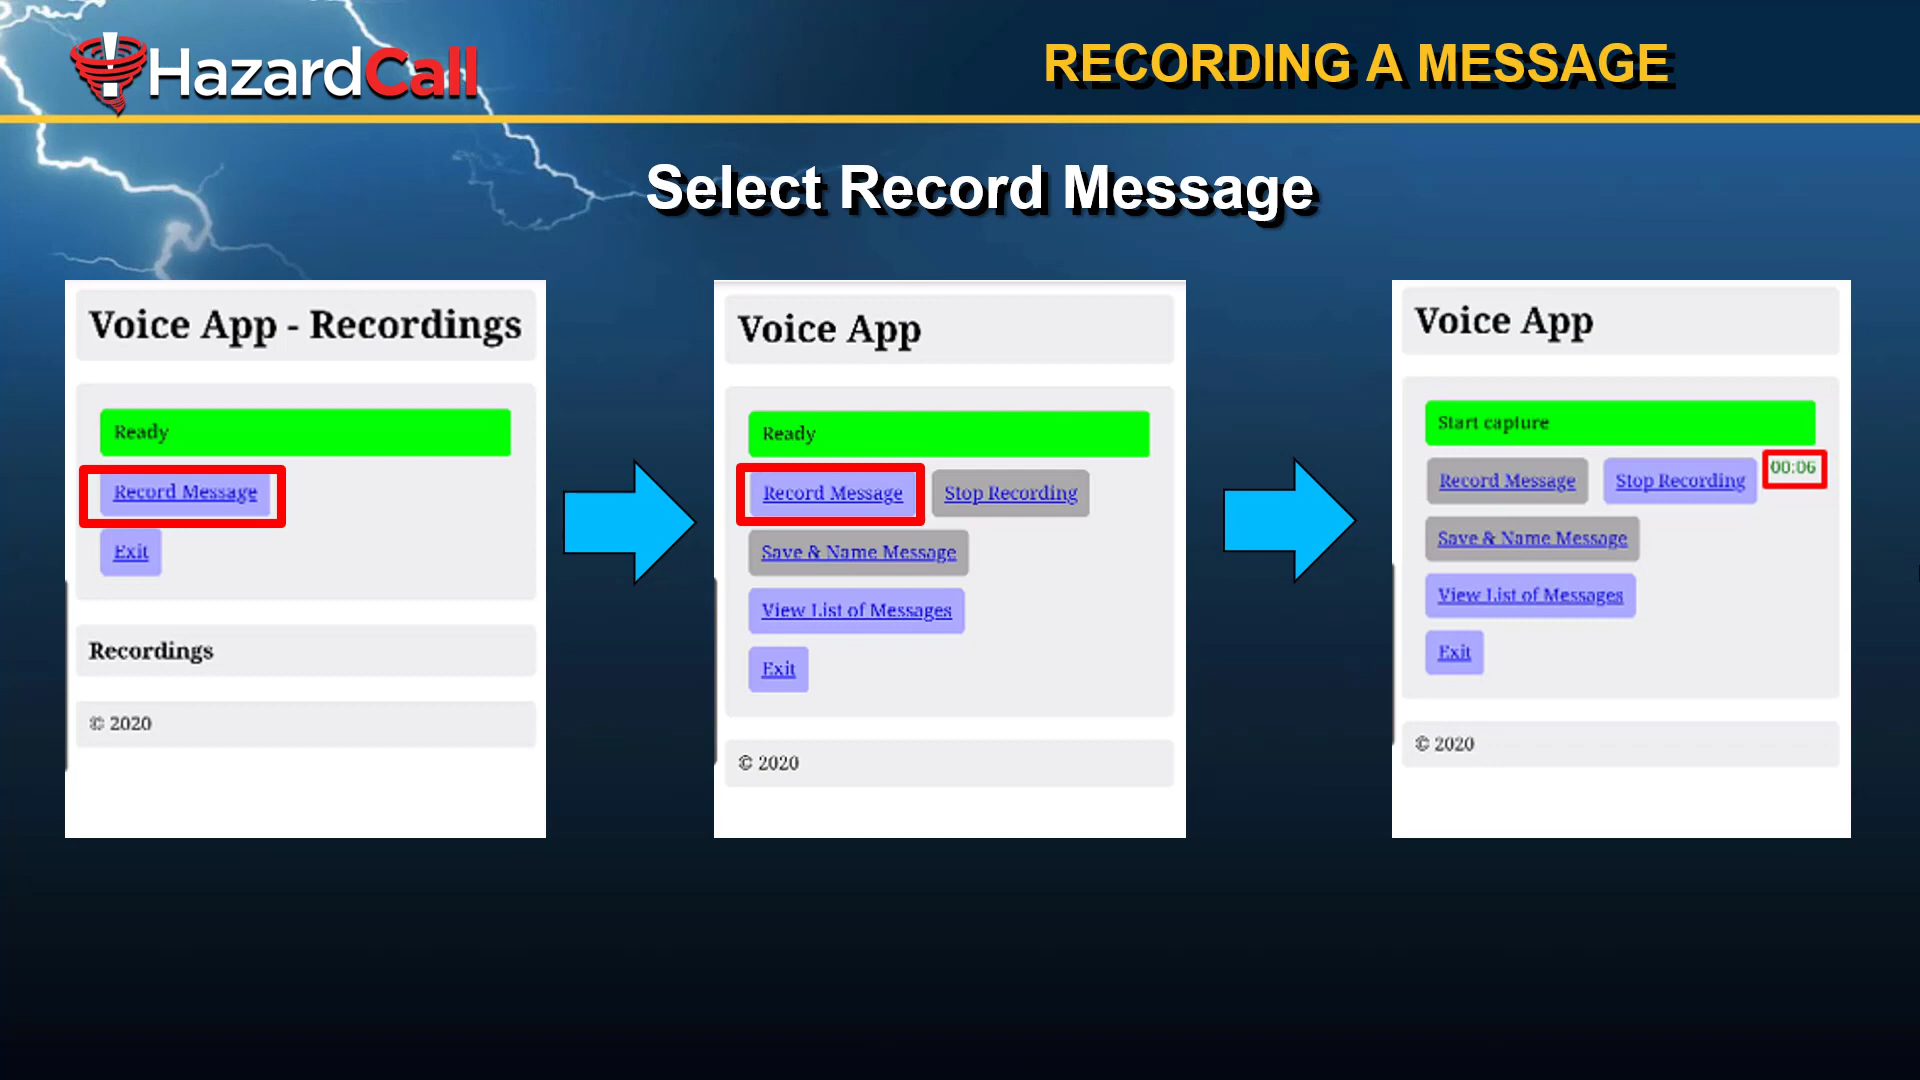 HazardCall
RECORDING A MESSAGE
Select Record Message
Voice App - Recordings
Ready
Record Message
Exit
Recordings
© 2020
Voice App
Ready
Record Message
Stop Recording
Save & Name Message
View List of Messages
Exit
© 2020
Voice App
Start capture
Record Message
Stop Recording
00:06
Save & Name Message
View List of Messages
Exit
© 2020